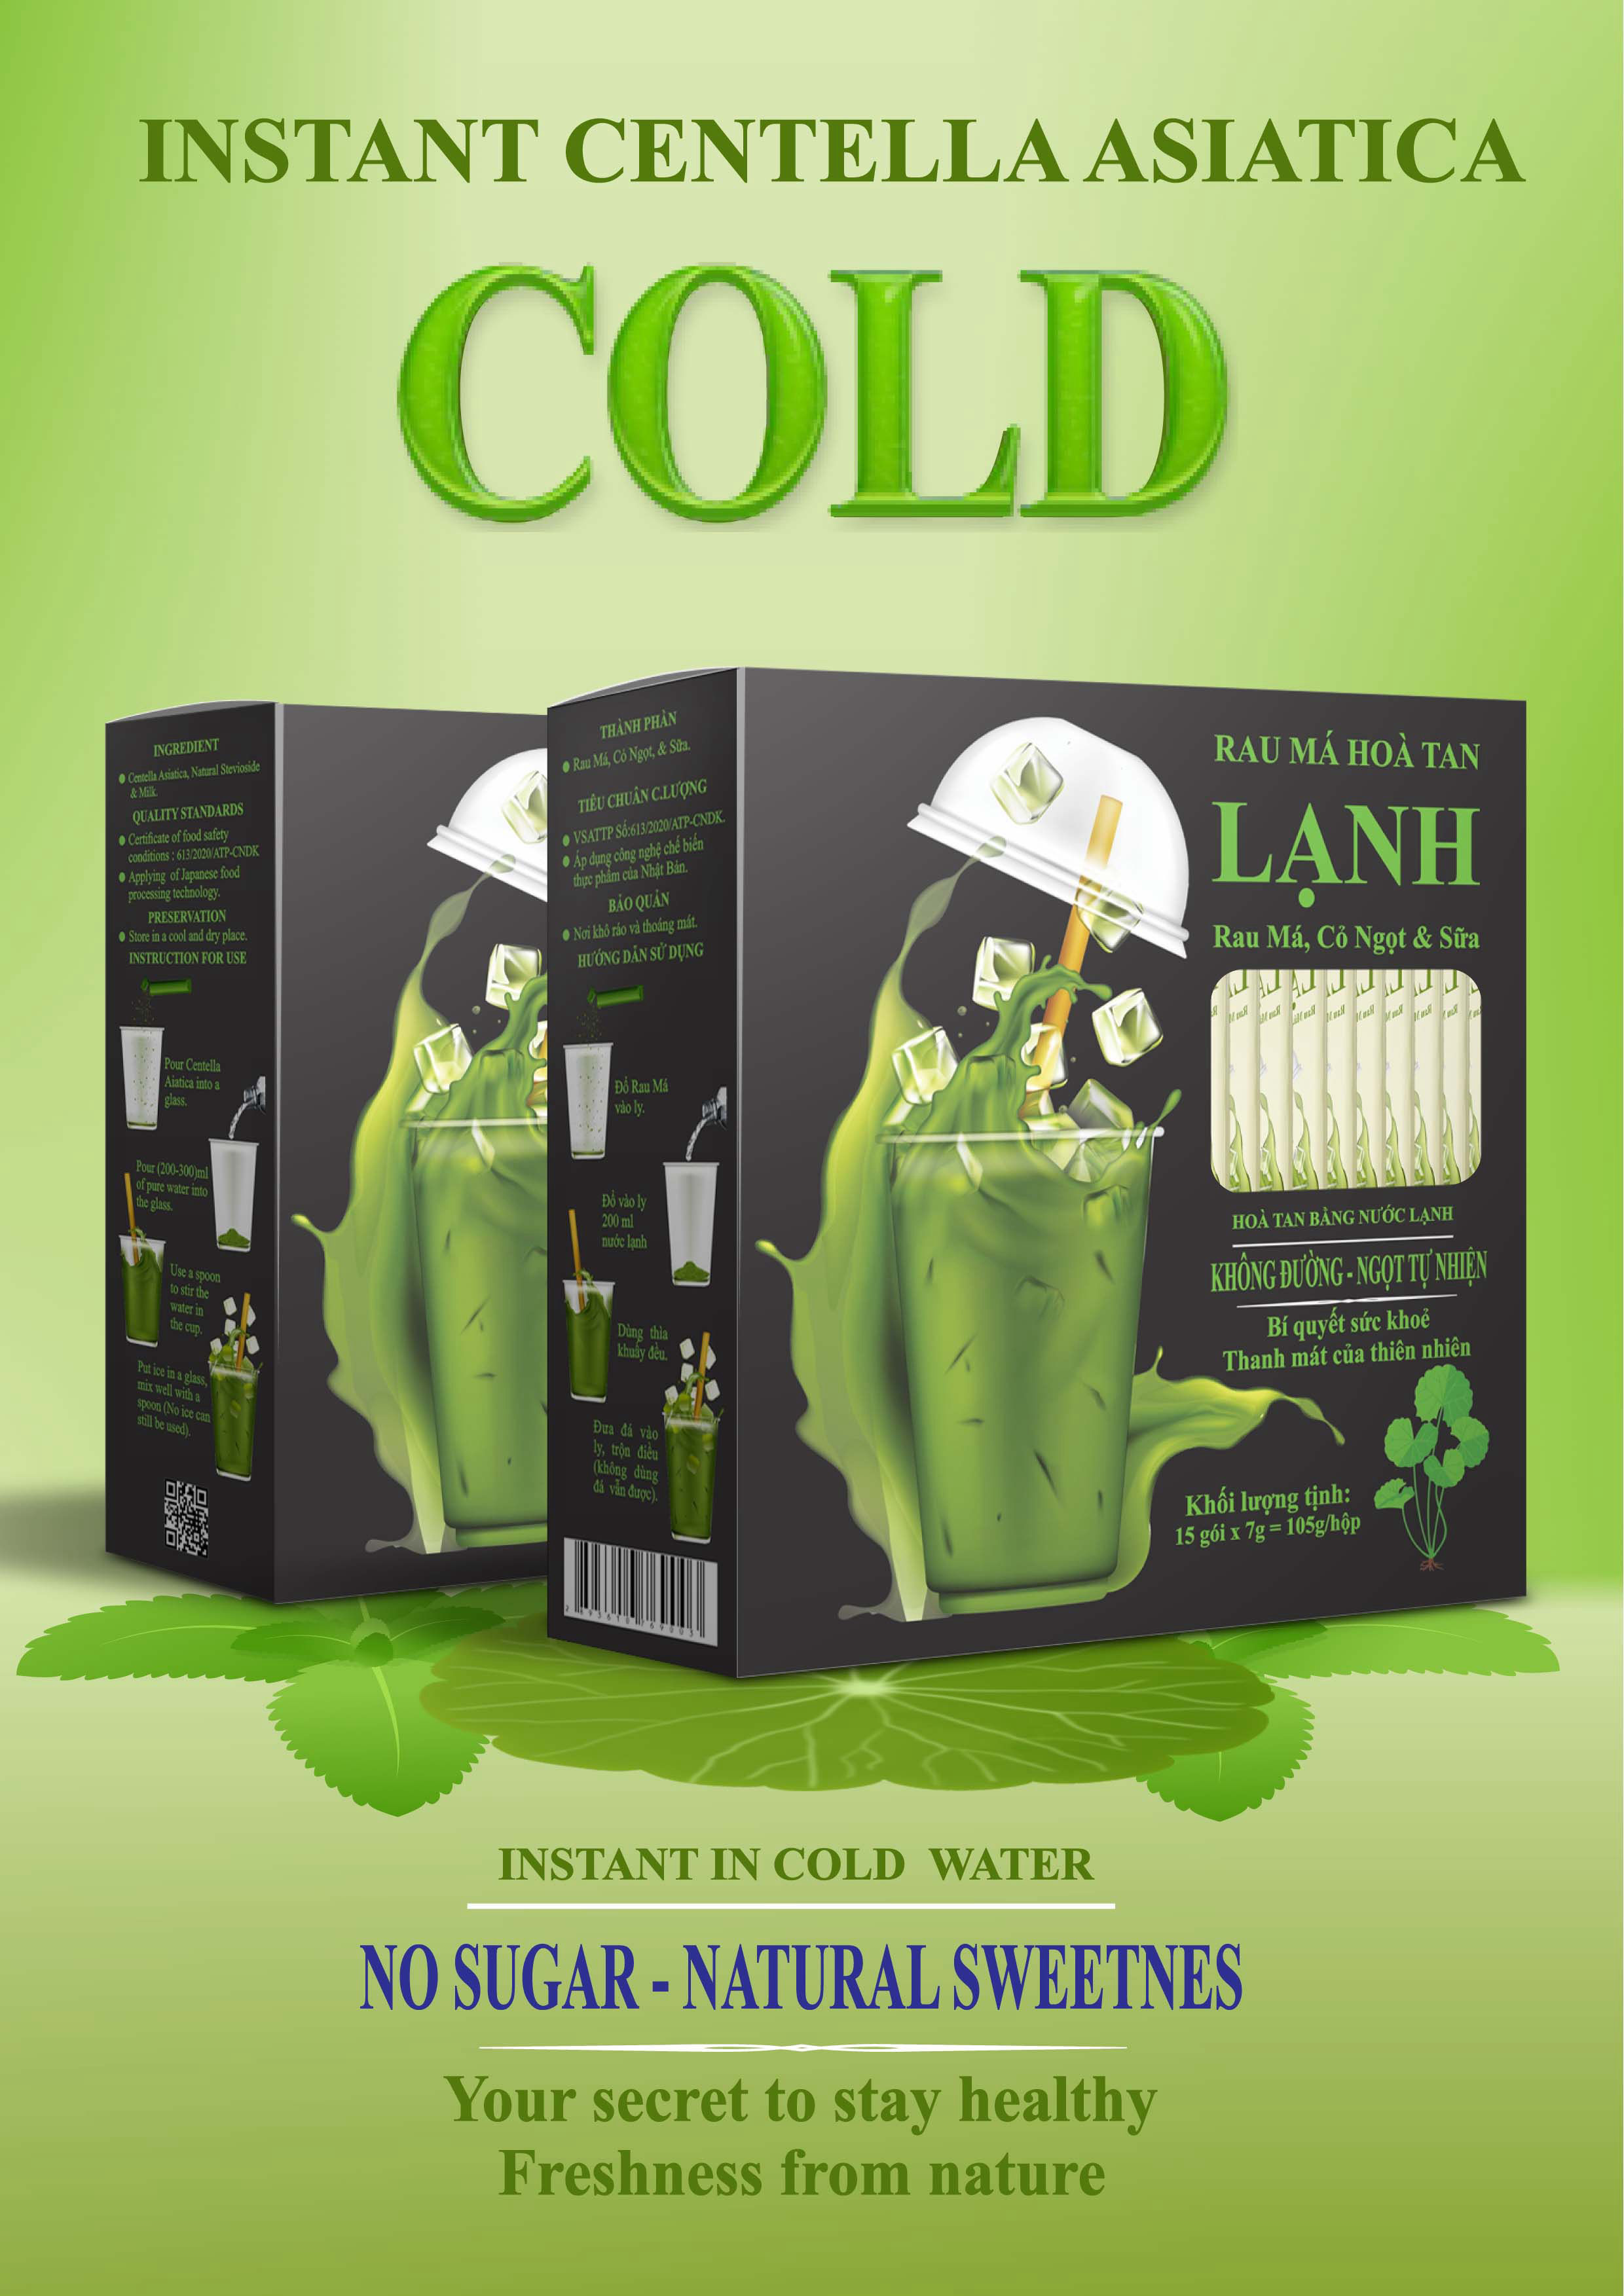 INSTANT CENTELLA ASIATICA
COLD
INGREDIENT
Centella Asiatica, Natural Stevioside
& Milk.
QUALITY STANDARDS
Certificate of food safety
conditions : 613/2020/ATP-CNDK
Applying of Japanese food
processing technology.
PRESERVATION
Store in a cool and dry place.
INSTRUCTION FOR USE
Pour Centella
Aiatica into a
glass.
Pour (200-300)ml
of pure water into
the glass.
Use a spoon
to stir the
water in
the cup.
Put ice in a glass,
mix well with a
spoon (No ice can
still be used).
THÀNH PHẦN
Rau Má, Cỏ Ngọt, & Sữa.
TIÊU CHUẨN C.LƯỢNG
VSATTP Số:613/2020/ATP-CNDK.
Áp dụng công nghệ chế biến
thực phẩm của Nhật Bản.
BẢO QUẢN
Nơi khô ráo và thoáng mát.
HƯỚNG DẪN SỬ DỤNG
Đổ Rau Má
vào ly.
Đổ vào ly
200 ml
nước lạnh
Dùng thìa
khuấy đều.
Đưa đá vào
ly, trộn điều
(không dùng
đá vẫn được).
RAU MÁ HOÀ TAN
LẠNH
Rau Má, Cỏ Ngọt & Sữa
HOÀ TAN BẰNG NƯỚC LẠNH
KHÔNG ĐƯỜNG - NGỌT TỰ NHIỆN
Bí quyết sức khoẻ
Thanh mát của thiên nhiên
Khối lượng tịnh:
15 gói x 7g = 105g/hộp
INSTANT IN COLD WATER
NO SUGAR - NATURAL SWEETNES
Your secret to stay healthy
Freshness from nature